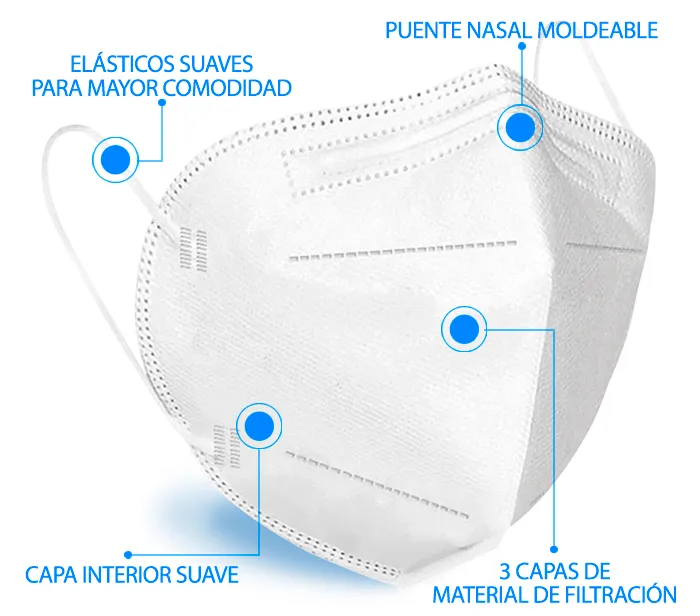 PUENTE NASAL MOLDEABLE
ELÁSTICOS SUAVES
PARA MAYOR COMODIDAD
CAPA INTERIOR SUAVE
3 CAPAS DE
MATERIAL DE FILTRACIÓN